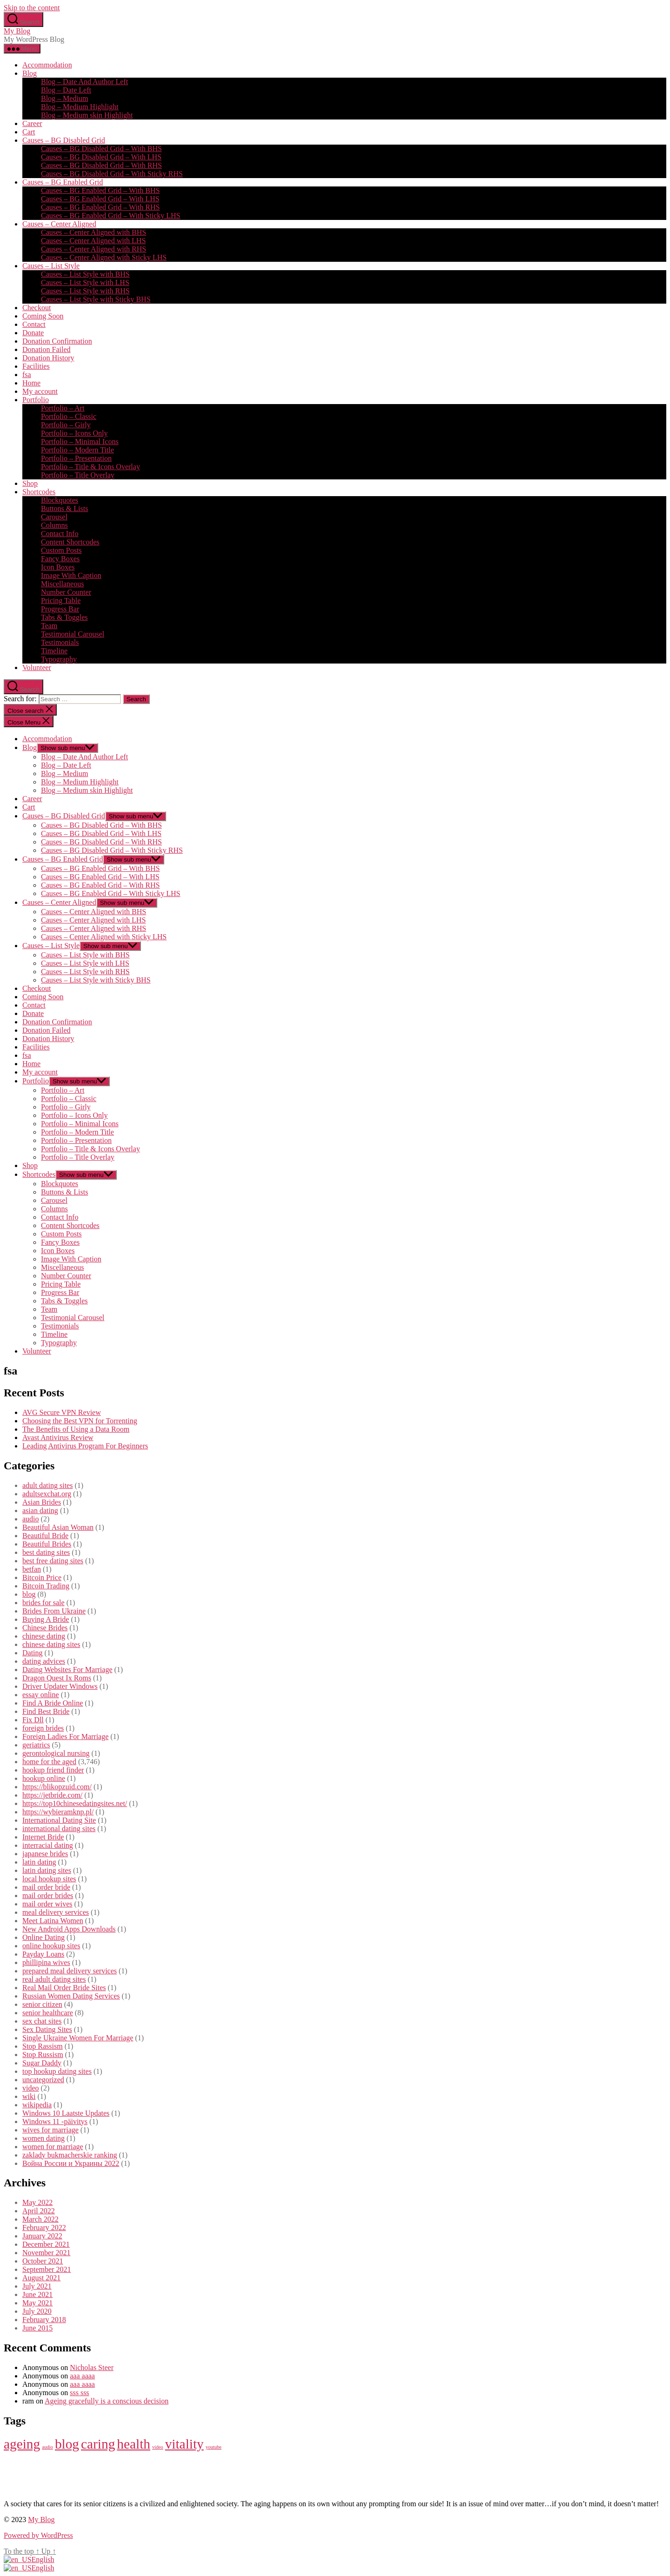 Skip to the content
My Blog
My WordPress Blog
Accommodation
Blog
Blog – Date And Author Left
Blog – Date Left
Blog – Medium
Blog – Medium Highlight
Blog – Medium skin Highlight
Career
Cart
Causes – BG Disabled Grid
Causes – BG Disabled Grid – With BHS
Causes – BG Disabled Grid – With LHS
Causes – BG Disabled Grid – With RHS
Causes – BG Disabled Grid – With Sticky RHS
Causes – BG Enabled Grid
Causes – BG Enabled Grid – With BHS
Causes – BG Enabled Grid – With LHS
Causes – BG Enabled Grid – With RHS
Causes – BG Enabled Grid – With Sticky LHS
Causes – Center Aligned
Causes – Center Aligned with BHS
Causes – Center Aligned with LHS
Causes – Center Aligned with RHS
Causes – Center Aligned with Sticky LHS
Causes – List Style
Causes – List Style with BHS
Causes – List Style with LHS
Causes – List Style with RHS
Causes – List Style with Sticky BHS
Checkout
Coming Soon
Contact
Donate
Donation Confirmation
Donation Failed
Donation History
Facilities
fsa
Home
My account
Portfolio
Portfolio – Art
Portfolio – Classic
Portfolio – Girly
Portfolio – Icons Only
Portfolio – Minimal Icons
Portfolio – Modern Title
Portfolio – Presentation
Portfolio – Title & Icons Overlay
Portfolio – Title Overlay
Shop
Shortcodes
Blockquotes
Buttons & Lists
Carousel
Columns
Contact Info
Content Shortcodes
Custom Posts
Fancy Boxes
Icon Boxes
Image With Caption
Miscellaneous
Number Counter
Pricing Table
Progress Bar
Tabs & Toggles
Team
Testimonial Carousel
Testimonials
Timeline
Typography
Volunteer
Search for: Search … Search
Close search
Close Menu
Accommodation
Blog Show sub menu
Blog – Date And Author Left
Blog – Date Left
Blog – Medium
Blog – Medium Highlight
Blog – Medium skin Highlight
Career
Cart
Causes – BG Disabled Grid Show sub menu
Causes – BG Disabled Grid – With BHS
Causes – BG Disabled Grid – With LHS
Causes – BG Disabled Grid – With RHS
Causes – BG Disabled Grid – With Sticky RHS
Causes – BG Enabled Grid Show sub menu
Causes – BG Enabled Grid – With BHS
Causes – BG Enabled Grid – With LHS
Causes – BG Enabled Grid – With RHS
Causes – BG Enabled Grid – With Sticky LHS
Causes – Center Aligned Show sub menu
Causes – Center Aligned with BHS
Causes – Center Aligned with LHS
Causes – Center Aligned with RHS
Causes – Center Aligned with Sticky LHS
Causes – List Style Show sub menu
Causes – List Style with BHS
Causes – List Style with LHS
Causes – List Style with RHS
Causes – List Style with Sticky BHS
Checkout
Coming Soon
Contact
Donate
Donation Confirmation
Donation Failed
Donation History
Facilities
fsa
Home
My account
Portfolio Show sub menu
Portfolio – Art
Portfolio – Classic
Portfolio – Girly
Portfolio – Icons Only
Portfolio – Minimal Icons
Portfolio – Modern Title
Portfolio – Presentation
Portfolio – Title & Icons Overlay
Portfolio – Title Overlay
Shop
Shortcodes Show sub menu
Blockquotes
Buttons & Lists
Carousel
Columns
Contact Info
Content Shortcodes
Custom Posts
Fancy Boxes
Icon Boxes
Image With Caption
Miscellaneous
Number Counter
Pricing Table
Progress Bar
Tabs & Toggles
Team
Testimonial Carousel
Testimonials
Timeline
Typography
Volunteer
fsa
Recent Posts
AVG Secure VPN Review
Choosing the Best VPN for Torrenting
The Benefits of Using a Data Room
Avast Antivirus Review
Leading Antivirus Program For Beginners
Categories
adult dating sites (1)
adultsexchat.org (1)
Asian Brides (1)
asian dating (1)
audio (2)
Beautiful Asian Woman (1)
Beautiful Bride (1)
Beautiful Brides (1)
best dating sites (1)
best free dating sites (1)
betfan (1)
Bitcoin Price (1)
Bitcoin Trading (1)
blog (8)
brides for sale (1)
Brides From Ukraine (1)
Buying A Bride (1)
Chinese Brides (1)
chinese dating (1)
chinese dating sites (1)
Dating (1)
dating advices (1)
Dating Websites For Marriage (1)
Dragon Quest Ix Roms (1)
Driver Updater Windows (1)
essay online (1)
Find A Bride Online (1)
Find Best Bride (1)
Fix Dll (1)
foreign brides (1)
Foreign Ladies For Marriage (1)
geriatrics (5)
gerontological nursing (1)
home for the aged (3,746)
hookup friend finder (1)
hookup online (1)
https://blikopzuid.com/ (1)
https://jetbride.com/ (1)
https://top10chinesedatingsites.net/ (1)
https://wybieramknp.pl/ (1)
International Dating Site (1)
international dating sites (1)
Internet Bride (1)
interracial dating (1)
japanese brides (1)
latin dating (1)
latin dating sites (1)
local hookup sites (1)
mail order bride (1)
mail order brides (1)
mail order wives (1)
meal delivery services (1)
Meet Latina Women (1)
New Android Apps Downloads (1)
Online Dating (1)
online hookup sites (1)
Payday Loans (2)
phillipina wives (1)
prepared meal delivery services (1)
real adult dating sites (1)
Real Mail Order Bride Sites (1)
Russian Women Dating Services (1)
senior citizen (4)
senior healthcare (8)
sex chat sites (1)
Sex Dating Sites (1)
Single Ukraine Women For Marriage (1)
Stop Rassism (1)
Stop Russism (1)
Sugar Daddy (1)
top hookup dating sites (1)
uncategorized (1)
video (2)
wiki (1)
wikipedia (1)
Windows 10 Laatste Updates (1)
Windows 11 -päivitys (1)
wives for marriage (1)
women dating (1)
women for marriage (1)
zaklady bukmacherskie ranking (1)
Война России и Украины 2022 (1)
Archives
May 2022
April 2022
March 2022
February 2022
January 2022
December 2021
November 2021
October 2021
September 2021
August 2021
July 2021
June 2021
May 2021
July 2020
February 2018
June 2015
Recent Comments
Anonymous on Nicholas Steer
Anonymous on aaa aaaa
Anonymous on aaa aaaa
Anonymous on sss sss
ram on Ageing gracefully is a conscious decision
Tags
ageing audio blog caring health video vitality youtube
A society that cares for its senior citizens is a civilized and enlightened society. The aging happens on its own without any prompting from our side! It is an issue of mind over matter…if you don’t mind, it doesn’t matter!
© 2023 My Blog
Powered by WordPress
To the top ↑ Up ↑
en_US English
en_US English